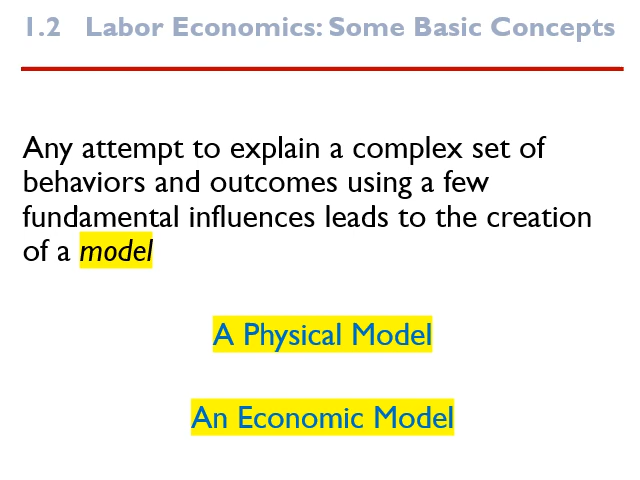 1.2 Labor Economics: Some Basic Concepts
Any attempt to explain a complex set of
behaviors and outcomes using a few
fundamental influences leads to the creation
of a model
A Physical Model
An Economic Model